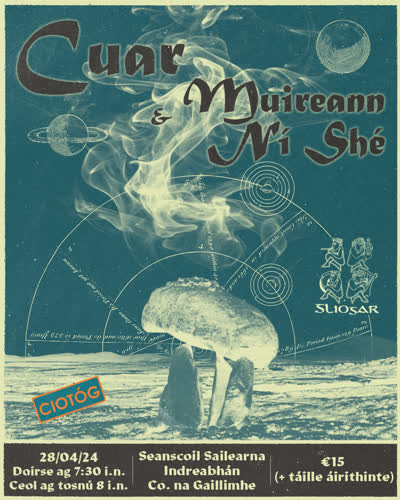 Cuar
& Muireann
Ní Shé
SLIOGAR
CIOTÓG
28/04/24
Doirse ag 7:30 i.n.
Ceol ag tosnú 8 i.n.
Seanscoil Sailearna
Indreabhán
Co. na Gaillimhe
€15
(+ táille áirithinte)